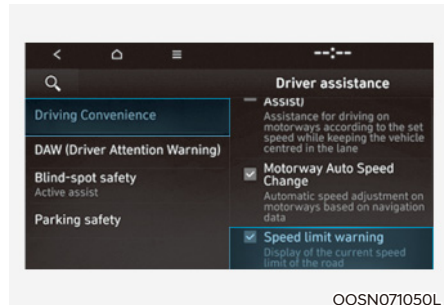 --:--
Driver assistance
Driving Convenience
DAW (Driver Attention Warning)
Blind-spot safety
Active assist
Parking safety
Assist)
Assistance for driving on
motorways according to the set
speed while keeping the vehicle
centred in the lane
Motorway Auto Speed
Change
Automatic speed adjustment on
motorways based on navigation
data
Speed limit warning
Display of the current speed
limit of the road
OOSN071050L